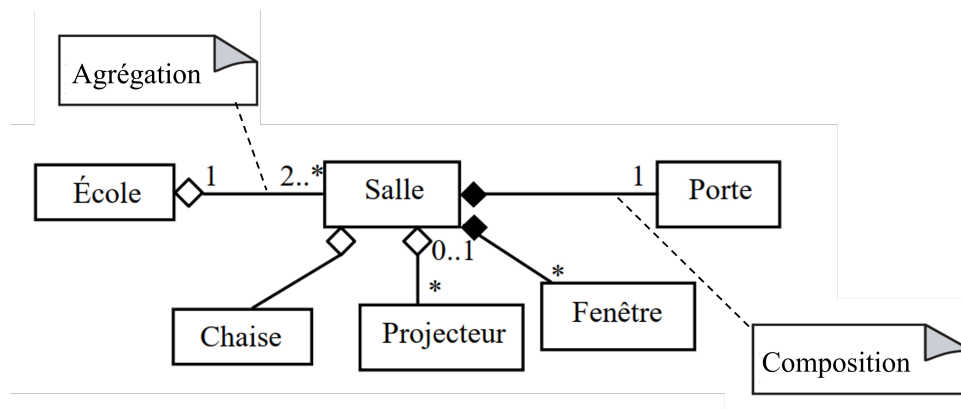 Agrégation
École
1
2..*
Salle
1
Porte
0..1
*
*
Chaise
Projecteur
Fenêtre
Composition